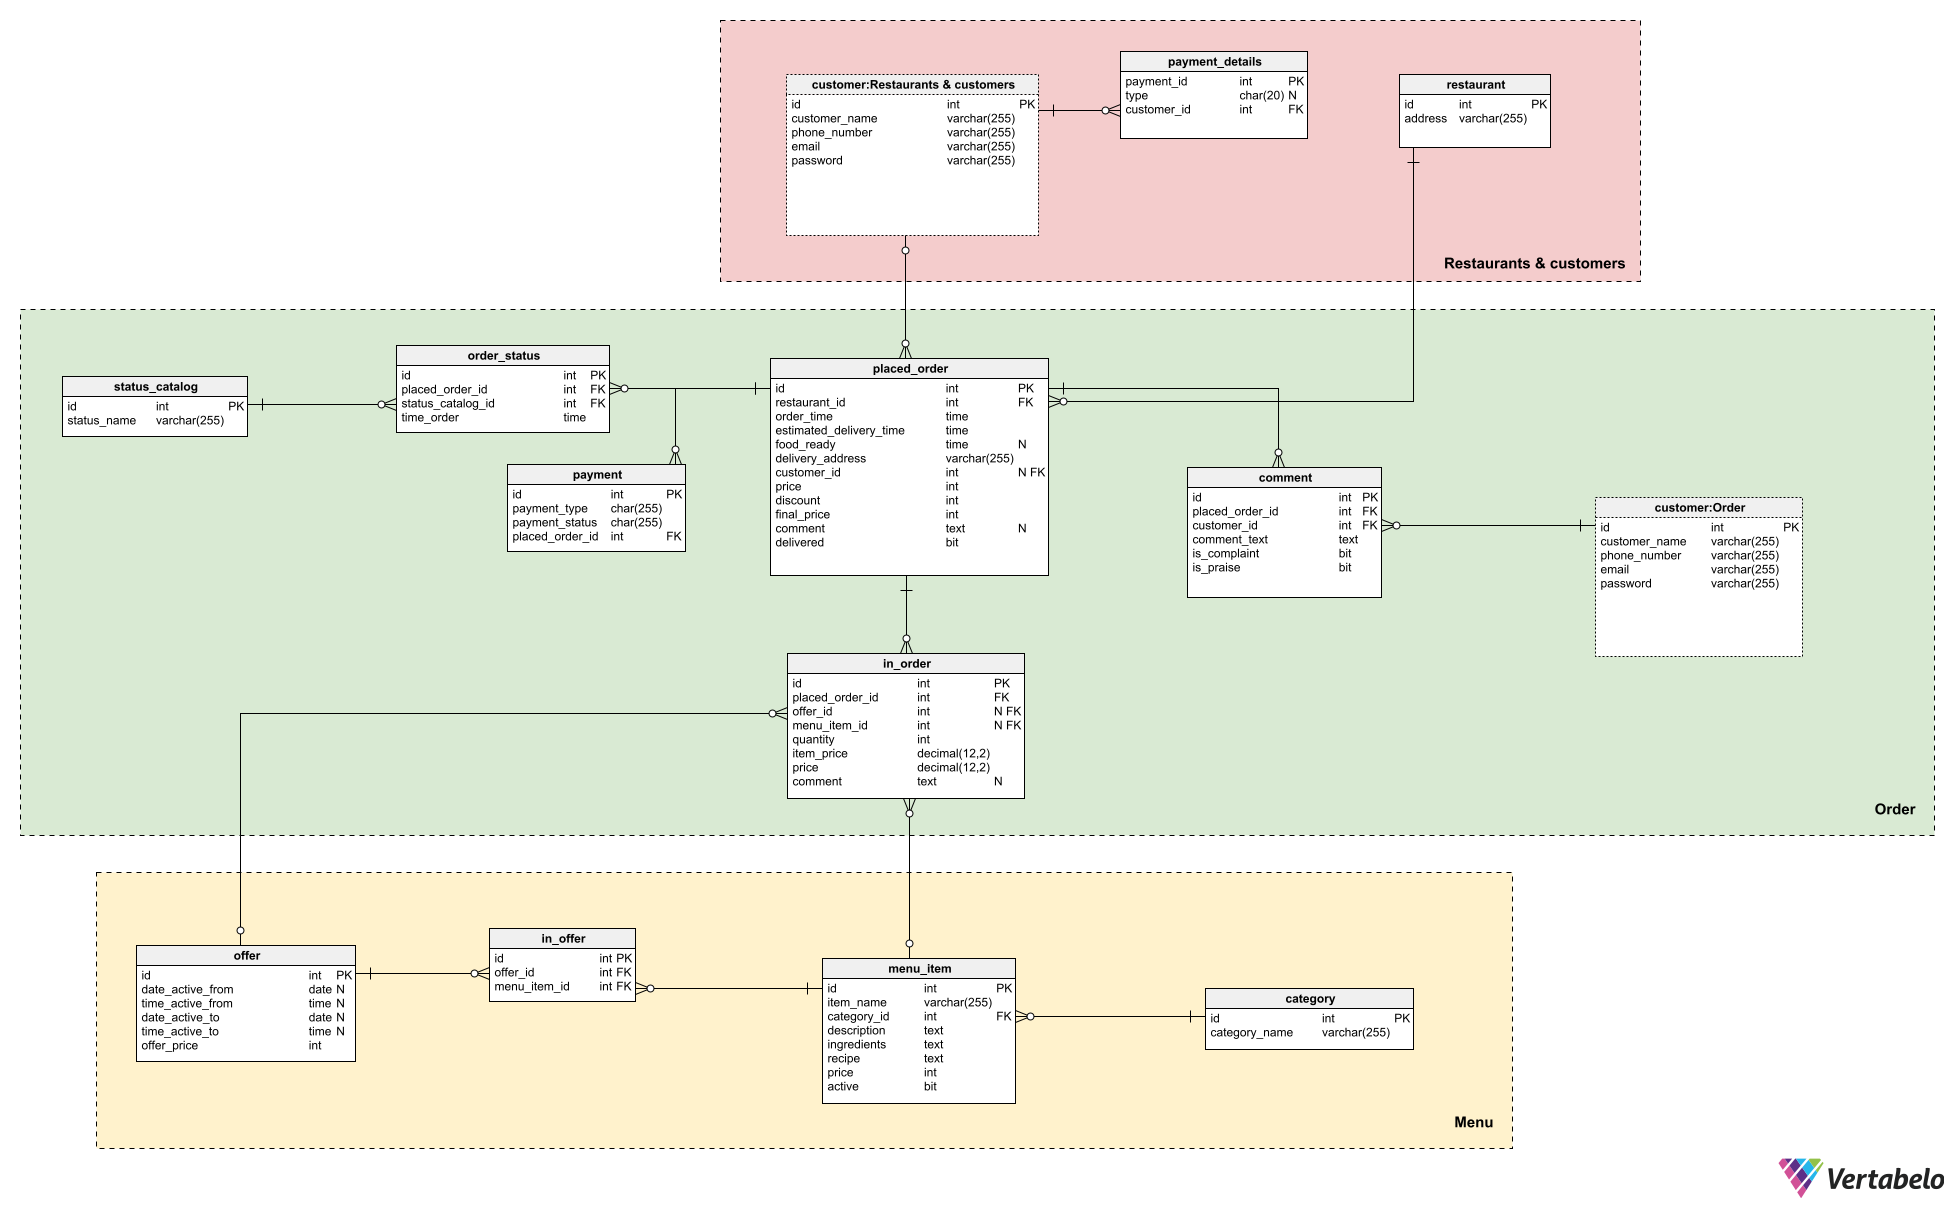 customer:Restaurants & customers
id int PK
customer_name varchar(255)
phone_number varchar(255)
email varchar(255)
password varchar(255)
payment_details
payment_id int PK
type char(20) N
customer_id int FK
restaurant
id int PK
address varchar(255)
Restaurants & customers
status_catalog
id int PK
status_name varchar(255)
order_status
id int PK
placed_order_id int FK
status_catalog_id int FK
time_order time
payment
id int PK
payment_type char(255)
payment_status char(255)
placed_order_id int FK
placed_order
id int PK
restaurant_id int FK
order_time time
estimated_delivery_time time
food_ready time N
delivery_address varchar(255)
customer_id int N FK
price int
discount int
final_price int
comment text N
delivered bit
comment
id int PK
placed_order_id int FK
customer_id int FK
comment_text text
is_complaint bit
is_praise bit
customer:Order
id int PK
customer_name varchar(255)
phone_number varchar(255)
email varchar(255)
password varchar(255)
in_order
id int PK
placed_order_id int FK
offer_id int N FK
menu_item_id int N FK
quantity int
item_price decimal(12,2)
price decimal(12,2)
comment text N
Order
offer
id int PK
date_active_from date N
time_active_from time N
date_active_to date N
time_active_to time N
offer_price int
in_offer
id int PK
offer_id int FK
menu_item_id int FK
menu_item
id int PK
item_name varchar(255)
category_id int FK
description text
ingredients text
recipe text
price int
active bit
category
id int PK
category_name varchar(255)
Menu
Vertabelo